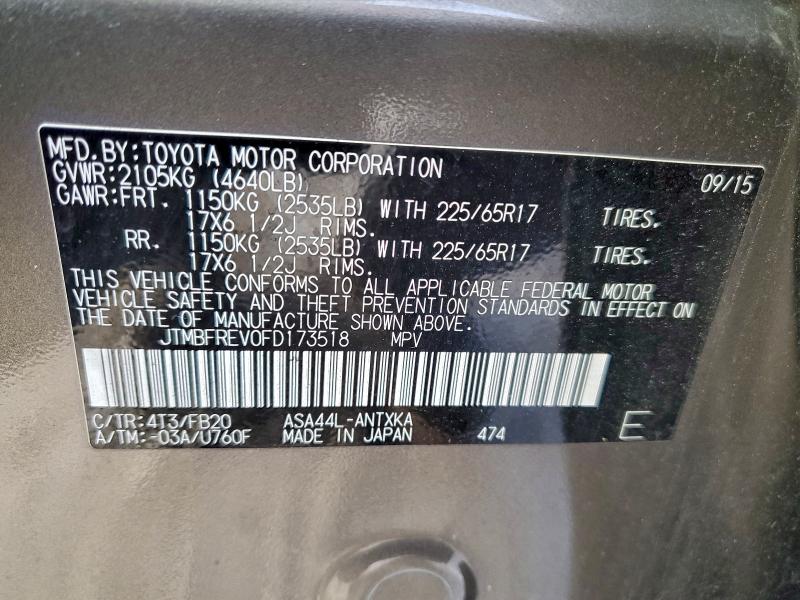 MFD.BY:TOYOTA MOTOR CORPORATION 09/15
GVWR:2105KG (4640LB)
GAWR:FRT. 1150KG (2535LB) WITH 225/65R17 TIRES.
17X6 1/2J RIMS.
RR. 1150KG (2535LB) WITH 225/65R17 TIRES.
17X6 1/2J RIMS.
THIS VEHICLE CONFORMS TO ALL APPLICABLE FEDERAL MOTOR
VEHICLE SAFETY AND THEFT PREVENTION STANDARDS IN EFFECT ON
THE DATE OF MANUFACTURE SHOWN ABOVE.
JTMBFREV0FD173518 MPV
C/TR:4T3/FB20 ASA44L-ANTXKA
A/TM:-03A/U760F MADE IN JAPAN 474 E